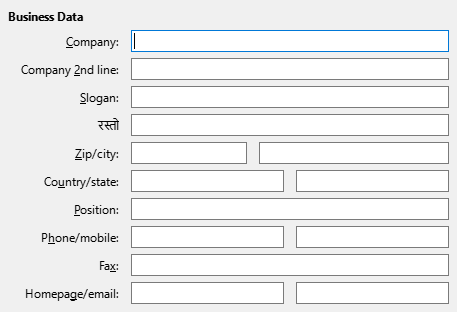 Business Data
Company:
Company 2nd line:
Slogan:
रस्तो
Zip/city:
Country/state:
Position:
Phone/mobile:
Fax:
Homepage/email: